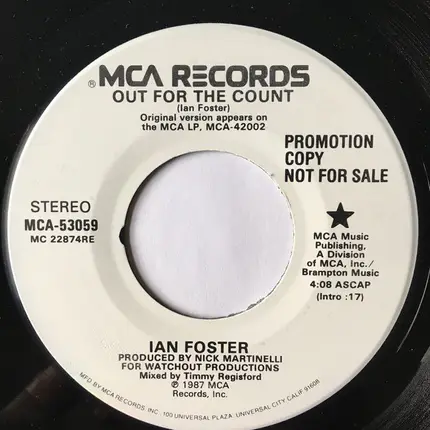 ® MCA RECORDS
OUT FOR THE COUNT
(Ian Foster)
Original version appears on
the MCA LP, MCA-42002
PROMOTION
COPY
NOT FOR SALE
STEREO
MCA-53059
MC 22874RE
MCA Music
Publishing,
A Division
of MCA, Inc./
Brampton Music
4:08 ASCAP
(Intro :17)
IAN FOSTER
PRODUCED BY NICK MARTINELLI
FOR WATCHOUT PRODUCTIONS
Mixed by Timmy Regisford
℗ 1987 MCA
Records, Inc.
MFD BY MCA RECORDS, INC. · 100 UNIVERSAL PLAZA, UNIVERSAL CITY, CALIF. 91608